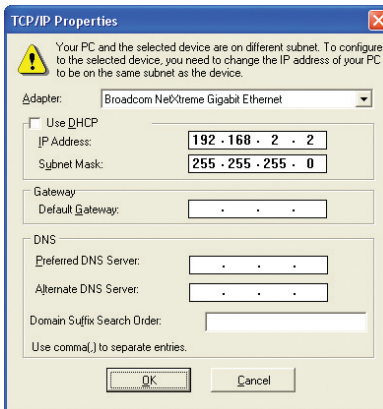 TCP/IP Properties
Your PC and the selected device are on different subnet. To configure
to the selected device, you need to change the IP address of your PC
to be on the same subnet as the device.
Adapter: Broadcom NetXtreme Gigabit Ethernet
Use DHCP
IP Address: 192 . 168 . 2 . 2
Subnet Mask: 255 . 255 . 255 . 0
Gateway
Default Gateway: . . .
DNS
Preferred DNS Server: . . .
Alternate DNS Server: . . .
Domain Suffix Search Order:
Use comma(,) to separate entries.
OK Cancel